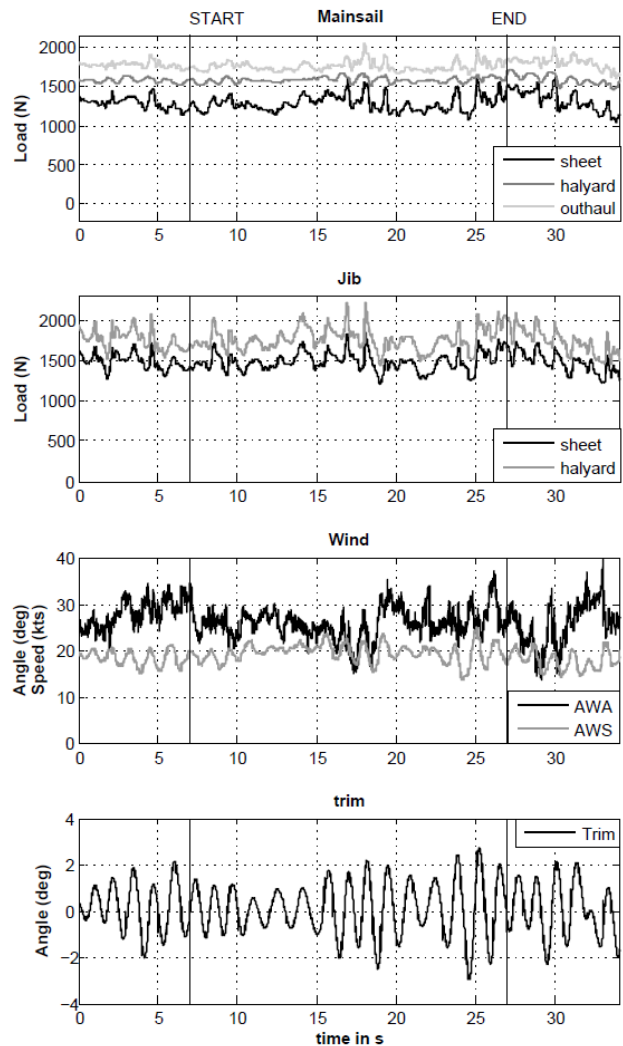 START Mainsail END
2000
1500
1000
500
0
Load (N)
sheet
halyard
outhaul
0 5 10 15 20 25 30
Jib
2000
1500
1000
500
0
Load (N)
sheet
halyard
0 5 10 15 20 25 30
Wind
40
30
20
10
0
Angle (deg)
Speed (kts)
AWA
AWS
0 5 10 15 20 25 30
trim
4
2
0
−2
−4
Angle (deg)
Trim
0 5 10 15 20 25 30
time in s